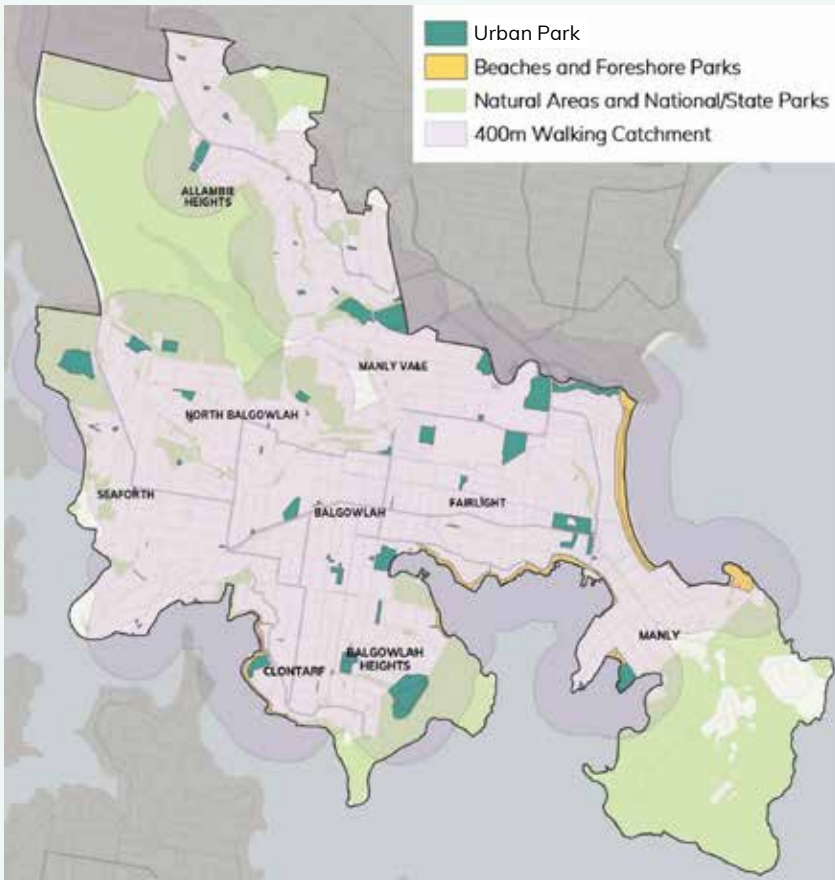 Urban Park
Beaches and Foreshore Parks
Natural Areas and National/State Parks
400m Walking Catchment
ALLAMBIE
HEIGHTS
MANLY VALE
NORTH BALGOWLAH
SEAFORTH
BALGOWLAH
FAIRLIGHT
MANLY
BALGOWLAH
HEIGHTS
CLONTARF